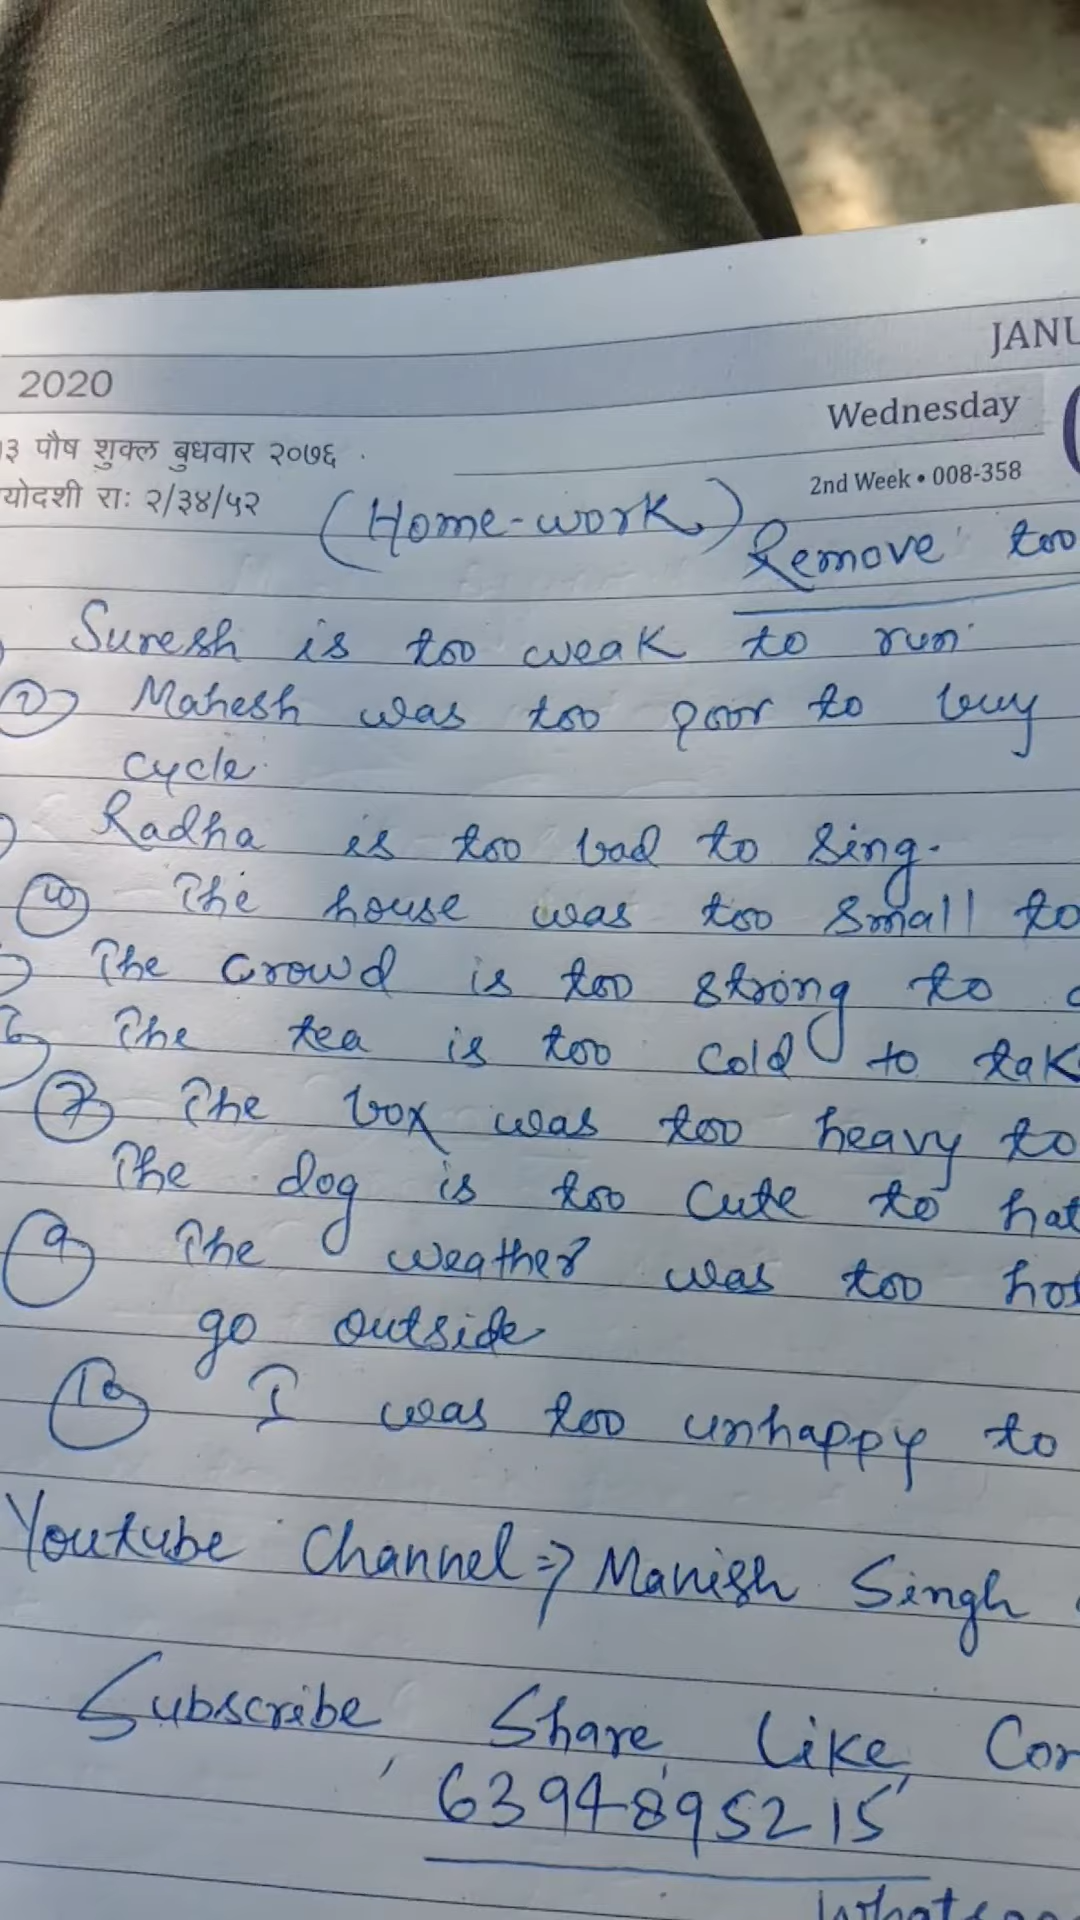 JANU
2020
Wednesday
१३ पौष शुक्ल बुधवार २०७६
2nd Week • 008-358
योदशी रा: २/३४/५२
(Home-work)
Remove too
Suresh is too weak to run
② Mahesh was too poor to buy
cycle.
Radha is too bad to sing.
The house was too small to
The crowd is too strong to
The tea is too cold to tak
⑦ The box was too heavy to
The dog is too cute to hat
⑨ The weather was too hot
go outside
⑩ I was too unhappy to
Youtube Channel => Manish Singh
Subscribe, Share, Like, Com
6394895215